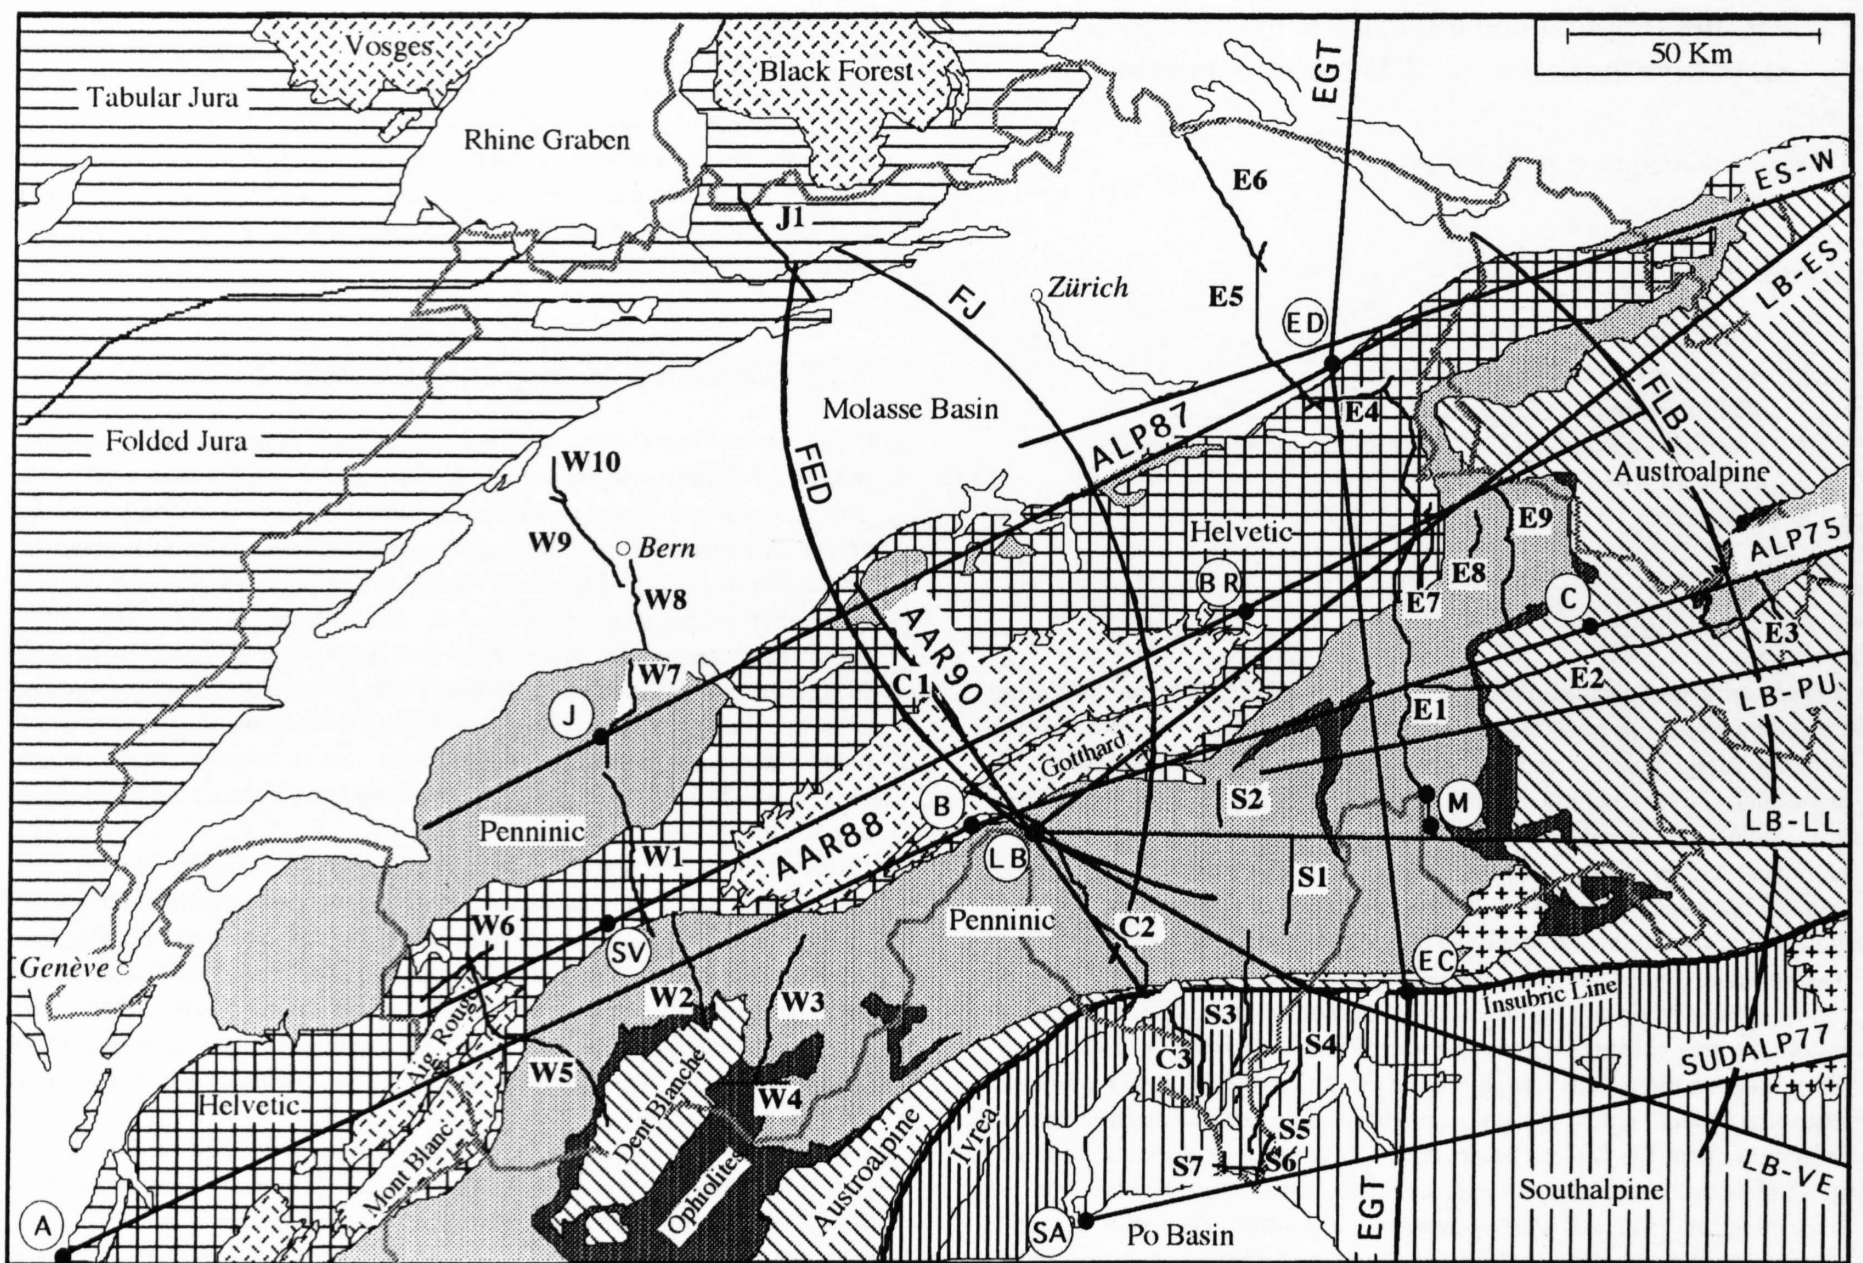 Vosges
Black Forest
EGT
50 Km
Tabular Jura
Rhine Graben
ES-W
E6
J1
LB-ES
FJ
Zürich
E5
ED
Molasse Basin
E4
FLB
ALP87
Folded Jura
W10
FED
Austroalpine
W9
Bern
Helvetic
E9
ALP75
BR
E8
W8
E7
C
AAR90
E3
W7
C1
E2
J
E1
LB-PU
Gotthard
B
S2
M
Penninic
LB-LL
W1
AAR88
LB
S1
Penninic
W6
C2
SV
Genève
EC
W2
W3
Insubric Line
Aig. Rouges
S3
S4
SUDALP77
C3
W5
Helvetic
W4
Dent Blanche
Mont Blanc
Ivrea
S5
S6
S7
Ophiolites
Austroalpine
LB-VE
Southalpine
A
SA
Po Basin
EGT